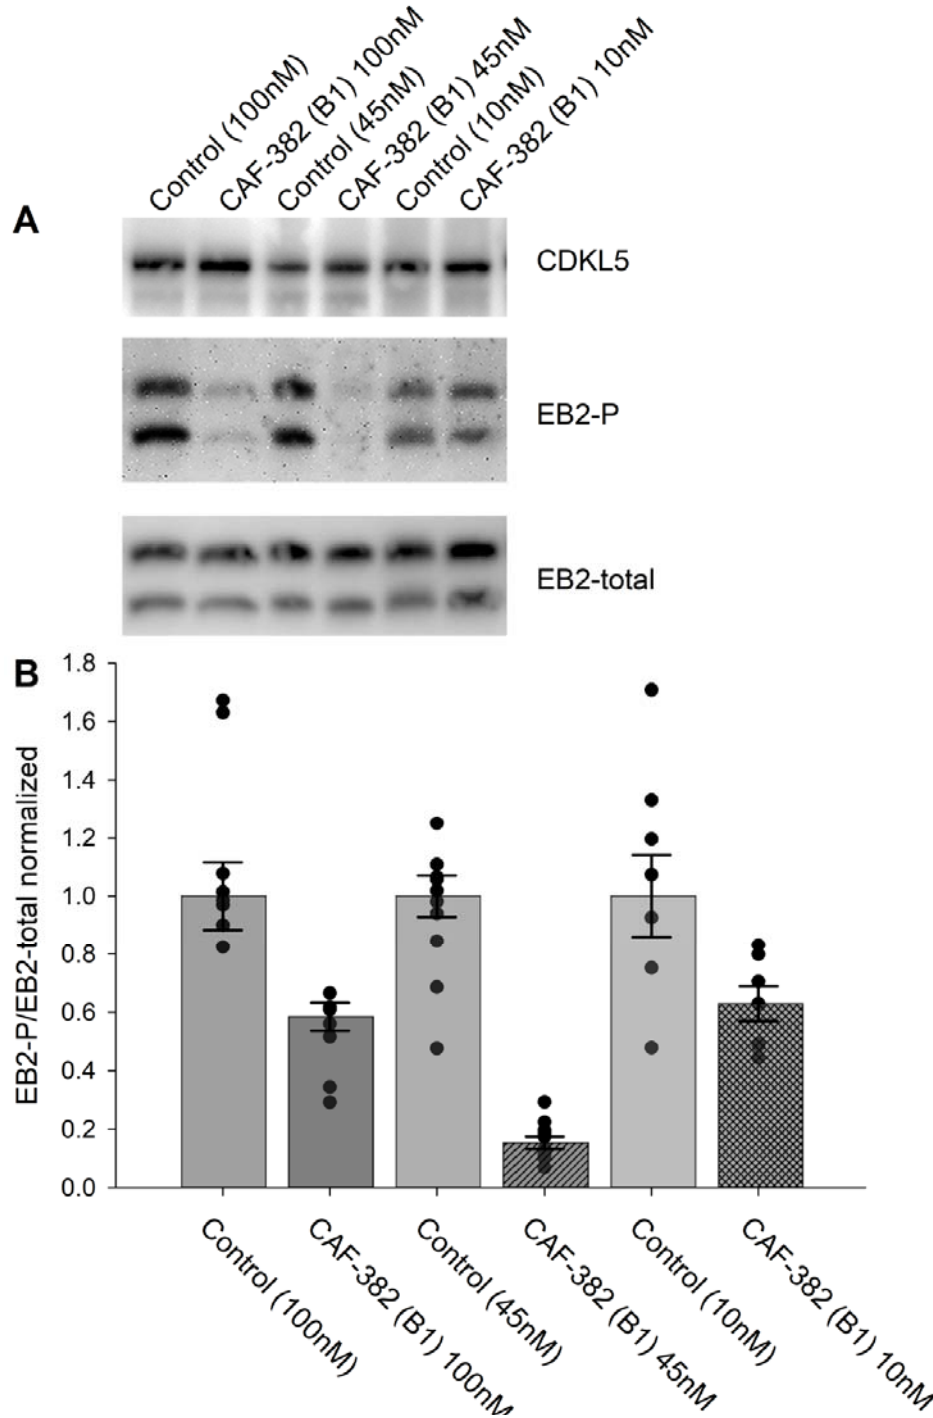 Control (100nM)
CAF-382 (B1) 100nM
Control (45nM)
CAF-382 (B1) 45nM
Control (10nM)
CAF-382 (B1) 10nM
A
CDKL5
EB2-P
EB2-total
B
EB2-P/EB2-total normalized
1.8
1.6
1.4
1.2
1.0
0.8
0.6
0.4
0.2
0.0
Control (100nM)
CAF-382 (B1) 100nM
Control (45nM)
CAF-382 (B1) 45nM
Control (10nM)
CAF-382 (B1) 10nM